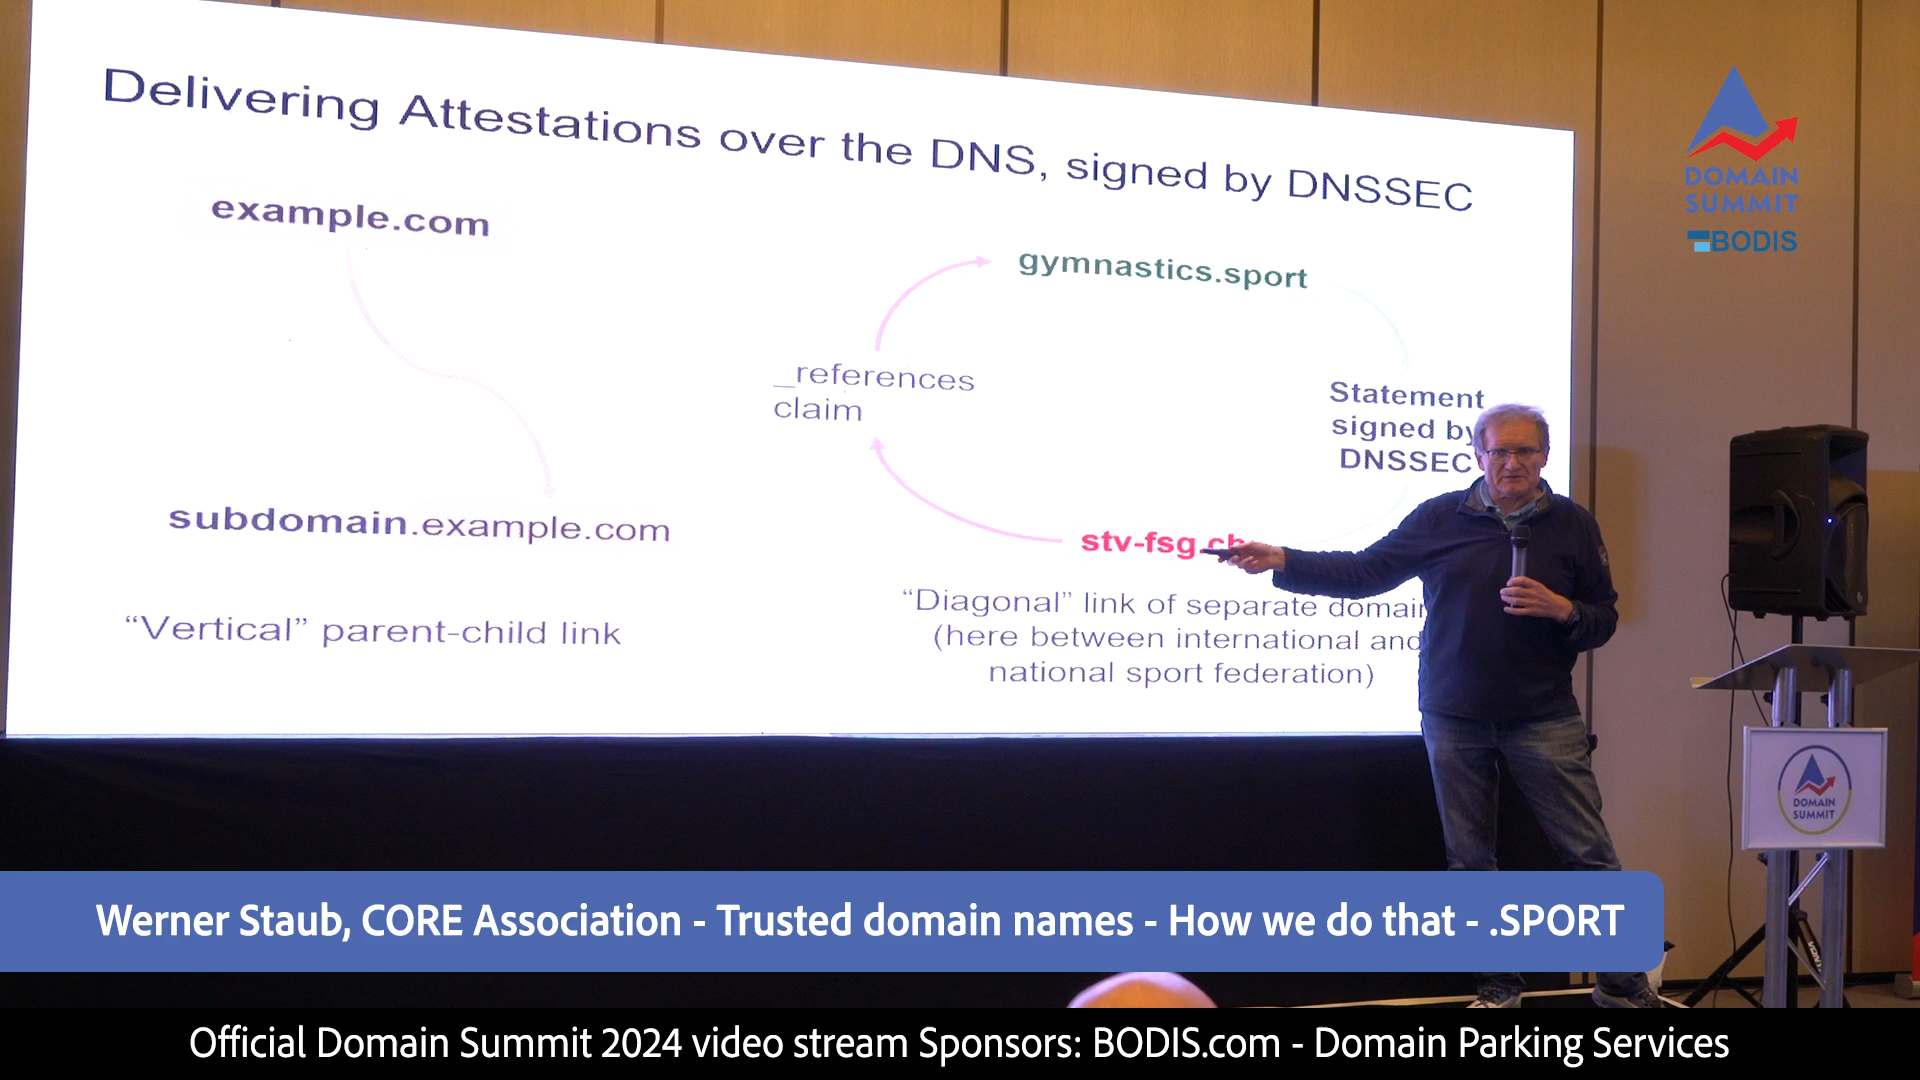 Delivering Attestations over the DNS, signed by DNSSEC
example.com
subdomain.example.com
“Vertical” parent-child link
gymnastics.sport
_references
claim
Statement
signed by
DNSSEC
stv-fsg.ch
“Diagonal” link of separate
(here between international and
national sport federation)
DOMAIN
SUMMIT
BODIS
DOMAIN
SUMMIT
Werner Staub, CORE Association - Trusted domain names - How we do that - .SPORT
Official Domain Summit 2024 video stream Sponsors: BODIS.com - Domain Parking Services